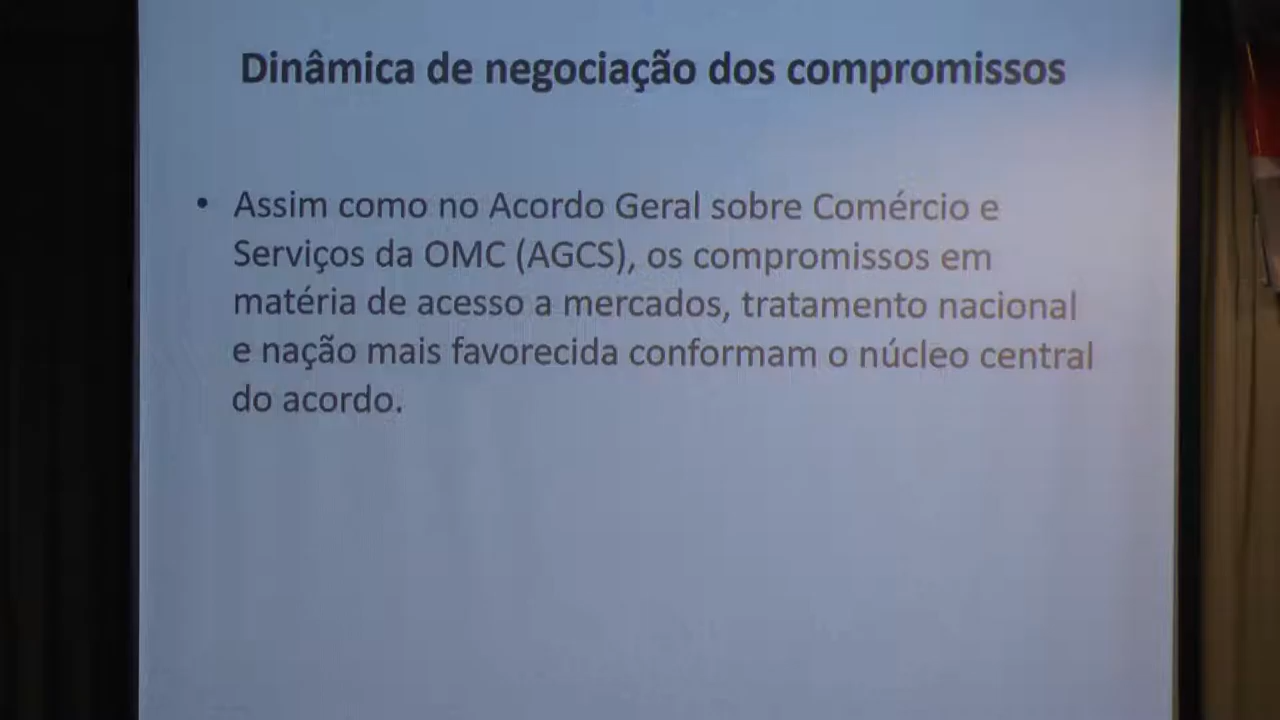 Dinâmica de negociação dos compromissos
• Assim como no Acordo Geral sobre Comércio e
Serviços da OMC (AGCS), os compromissos em
matéria de acesso a mercados, tratamento nacional
e nação mais favorecida conformam o núcleo central
do acordo.